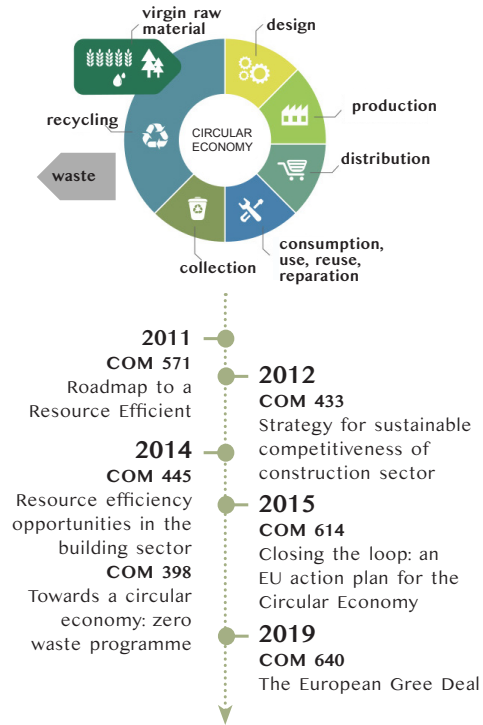 virgin raw
material
design
production
distribution
consumption,
use, reuse,
reparation
collection
waste
recycling
CIRCULAR
ECONOMY
2011
COM 571
Roadmap to a
Resource Efficient
2012
COM 433
Strategy for sustainable
competitiveness of
construction sector
2014
COM 445
Resource efficiency
opportunities in the
building sector
COM 398
Towards a circular
economy: zero
waste programme
2015
COM 614
Closing the loop: an
EU action plan for the
Circular Economy
2019
COM 640
The European Gree Deal